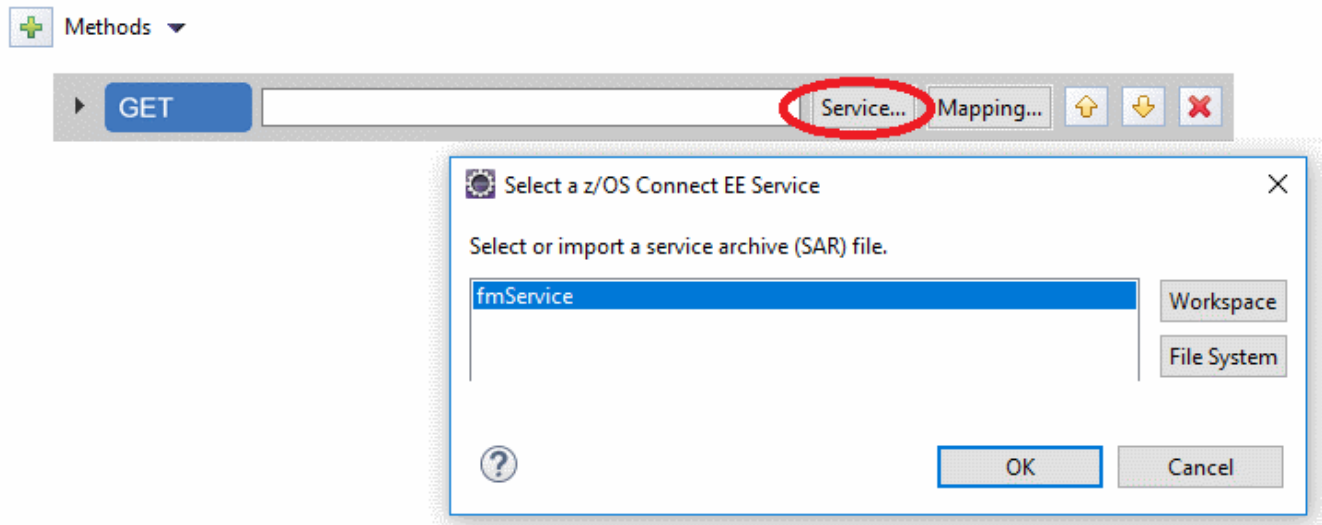 Methods
GET Service... Mapping...
Select a z/OS Connect EE Service
Select or import a service archive (SAR) file.
fmService
Workspace
File System
? OK Cancel